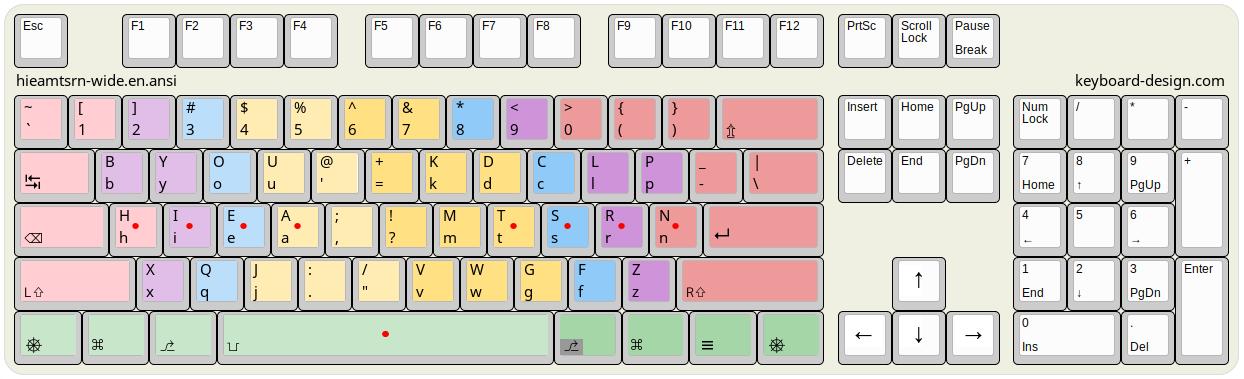 Esc F1 F2 F3 F4 F5 F6 F7 F8 F9 F10 F11 F12 PrtSc Scroll Lock Pause Break
hieamtsrn-wide.en.ansi keyboard-design.com
~ [ ] # $ % ^ & * < > { } Insert Home PgUp Num Lock / * -
` 1 2 3 4 5 6 7 8 9 0 ( ) ⇧
B Y O U @ + K D C L P _ | Delete End PgDn 7 8 9 +
↹ b y o u ' = k d c l p - \ Home ↑ PgUp
H I E A ; ! M T S R N 4 5 6
⌫ h i e a , ? m t s r n ↵ ← →
X Q J : / V W G F Z ↑ 1 2 3 Enter
L⇧ x q j . " v w g f z R⇧ End ↓ PgDn
⎈ ⌘ ⎇ ⎵ ⎇ ⌘ ≡ ⎈ ← ↓ → 0 .
Ins Del